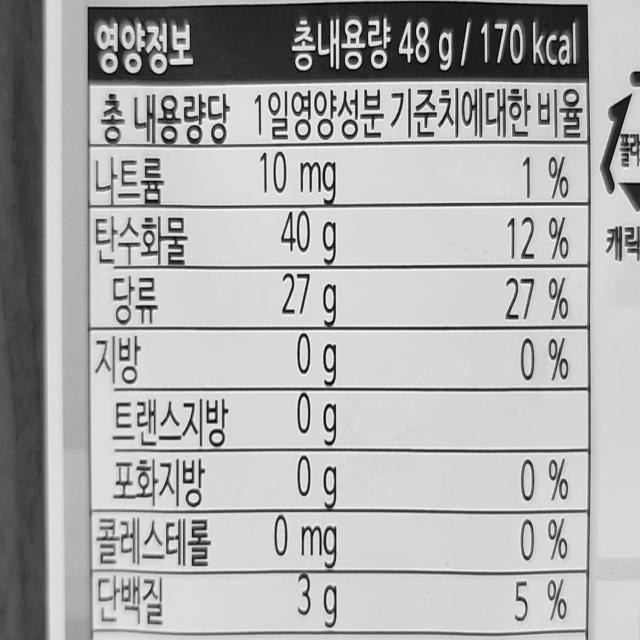 영양정보 총내용량 48 g / 170 kcal
총 내용량당 1일영양성분 기준치에대한 비율
나트륨 10 mg 1 %
탄수화물 40 g 12 %
당류 27 g 27 %
지방 0 g 0 %
트랜스지방 0 g
포화지방 0 g 0 %
콜레스테롤 0 mg 0 %
단백질 3 g 5 %
캐릭